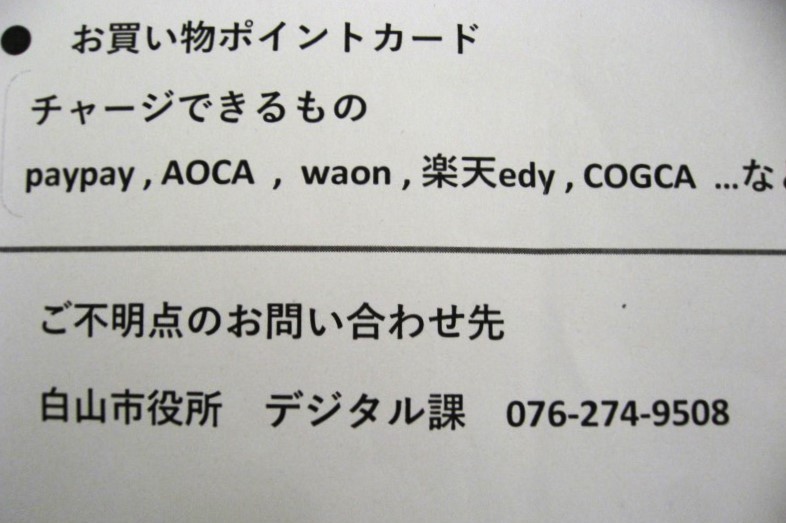 ● お買い物ポイントカード
チャージできるもの
paypay , AOCA , waon , 楽天edy , COGCA …な
ご不明点のお問い合わせ先
白山市役所 デジタル課 076-274-9508